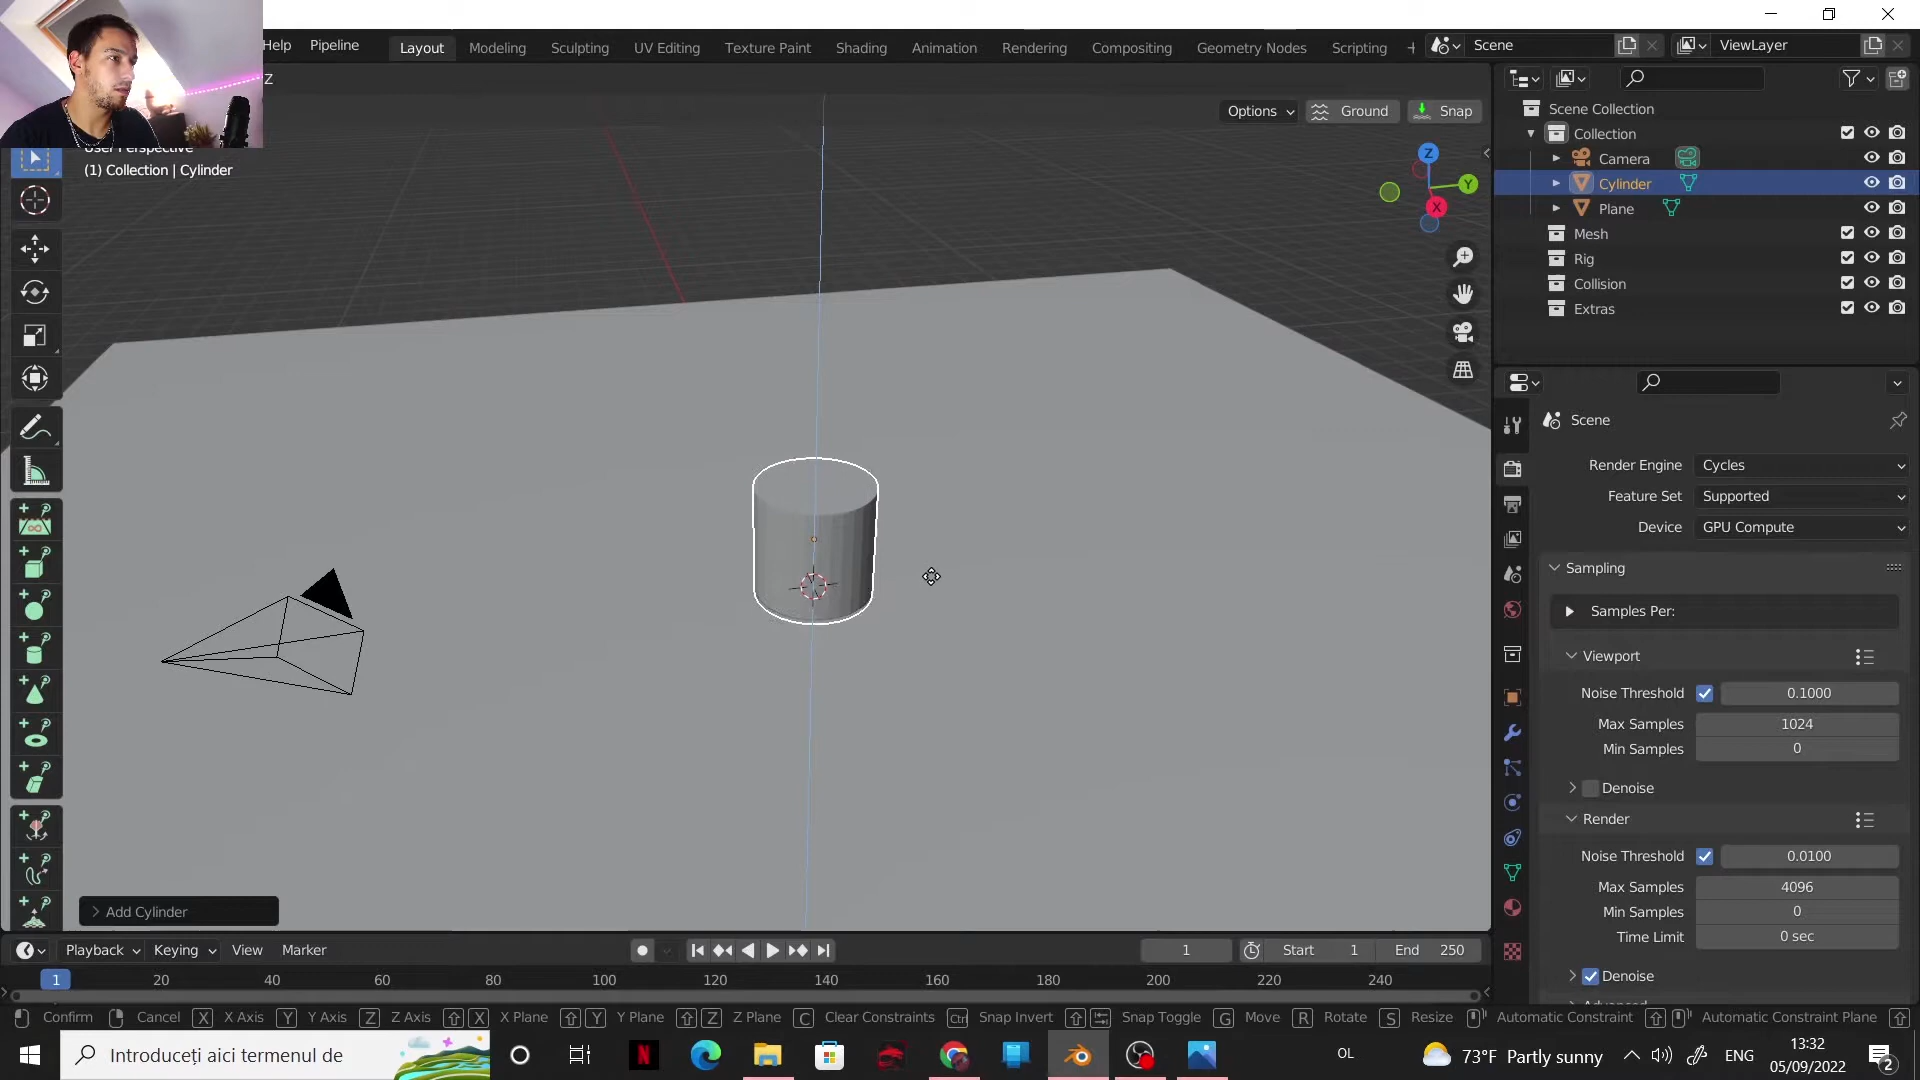 Help Pipeline Layout Modeling Sculpting UV Editing Texture Paint Shading Animation Rendering Compositing Geometry Nodes Scripting + Scene ViewLayer
Z
Options Ground Snap
(1) Collection | Cylinder
Z
Y
X
Scene Collection
Collection
Camera
Cylinder
Plane
Mesh
Rig
Collision
Extras
Scene
Render Engine Cycles
Feature Set Supported
Device GPU Compute
Sampling
Samples Per:
Viewport
Noise Threshold 0.1000
Max Samples 1024
Min Samples 0
Denoise
Render
Noise Threshold 0.0100
Max Samples 4096
Min Samples 0
Time Limit 0 sec
Denoise
Add Cylinder
Playback Keying View Marker 1 Start 1 End 250
1 20 40 60 80 100 120 140 160 180 200 220 240
Confirm Cancel X X Axis Y Y Axis Z Z Axis X X Plane Y Y Plane Z Z Plane C Clear Constraints Ctrl Snap Invert Snap Toggle G Move R Rotate S Resize Automatic Constraint Automatic Constraint Plane
Introduceți aici termenul de
OL
73°F Partly sunny
ENG
13:32
05/09/2022
2